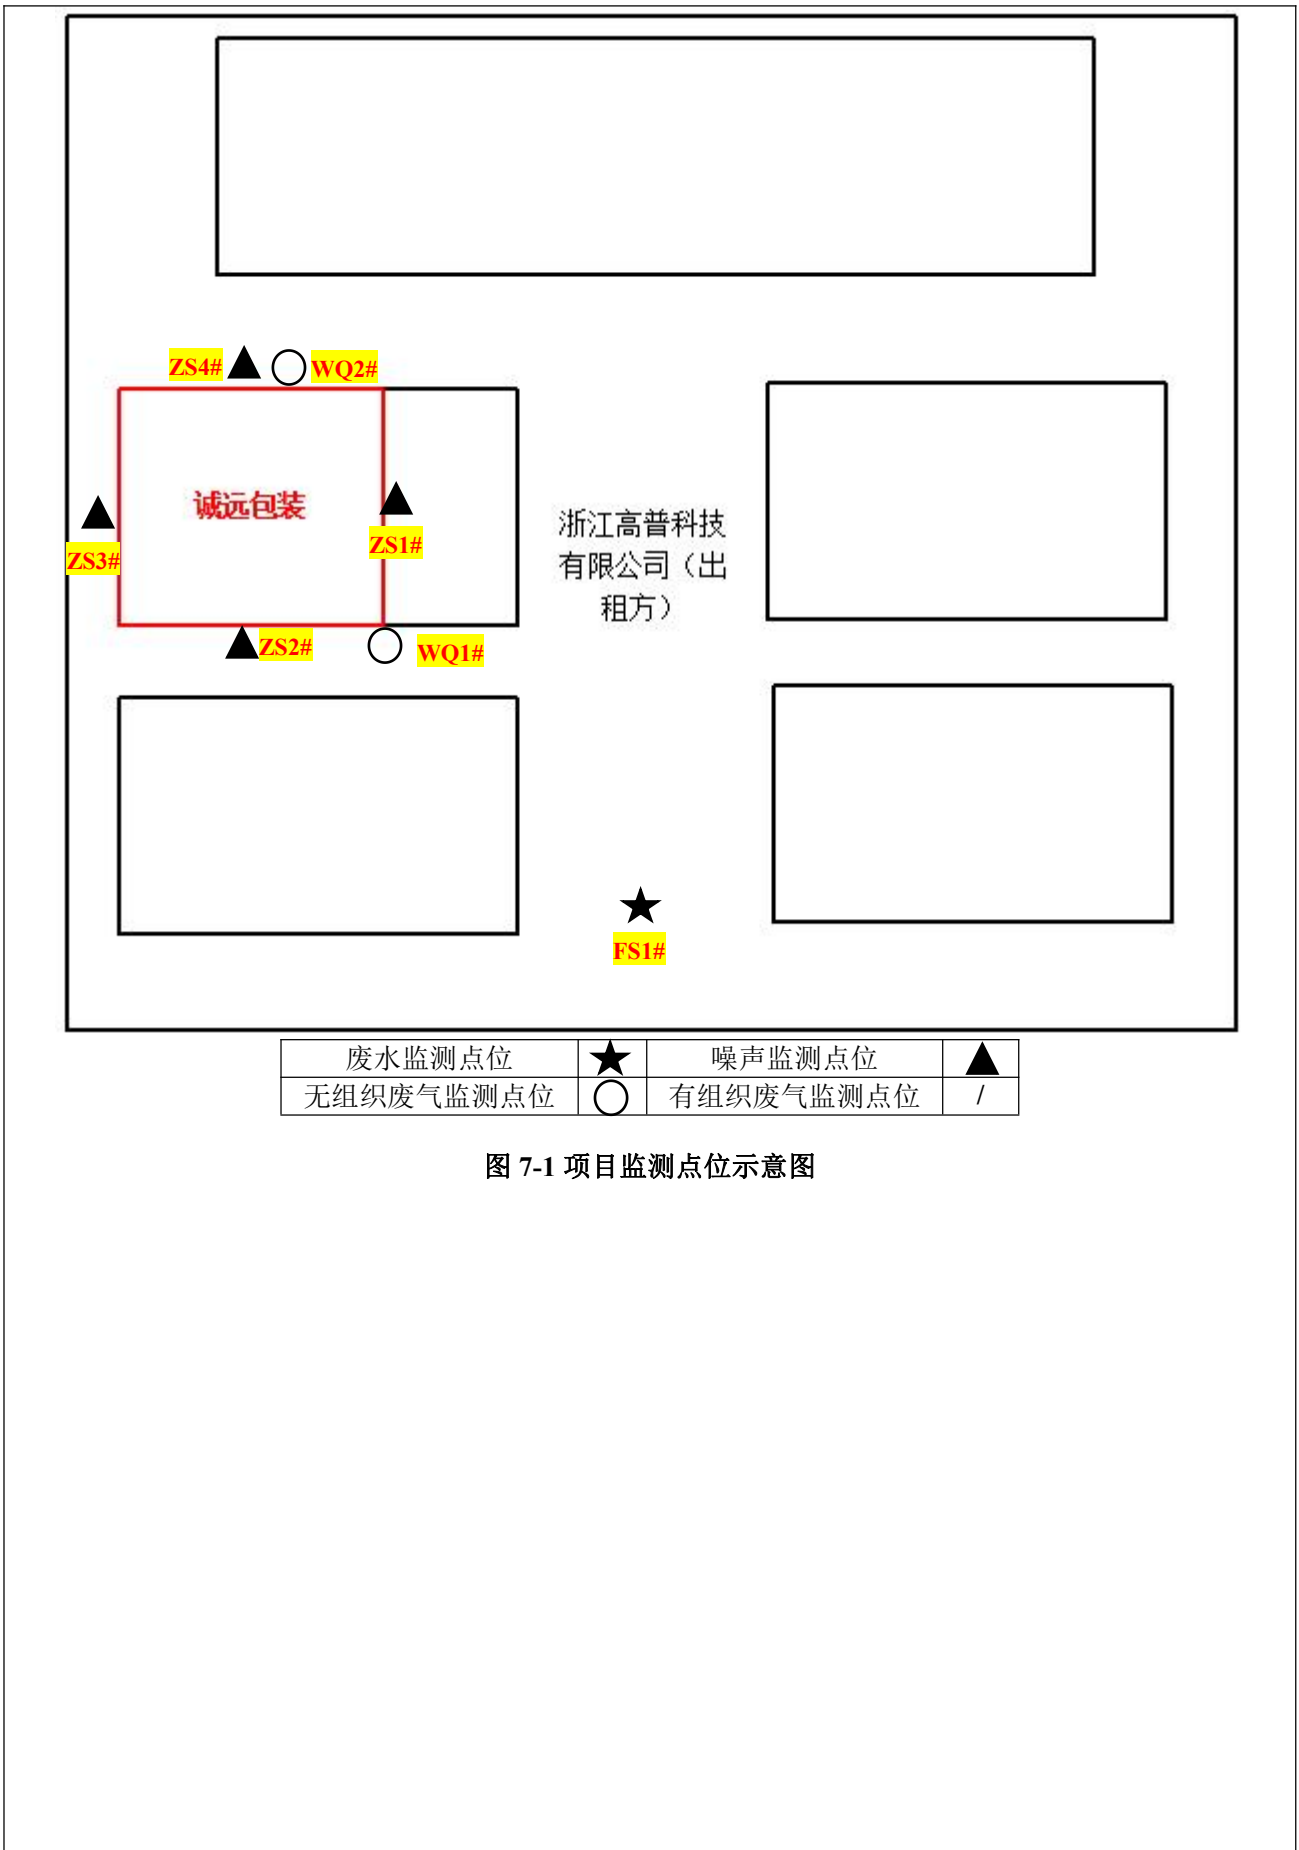 ZS4#
WQ2#
诚远包装
ZS1#
ZS3#
浙江高普科技
有限公司（出
租方）
ZS2#
WQ1#
FS1#
废水监测点位 ★ 噪声监测点位 ▲
无组织废气监测点位 ○ 有组织废气监测点位 /
图 7-1 项目监测点位示意图